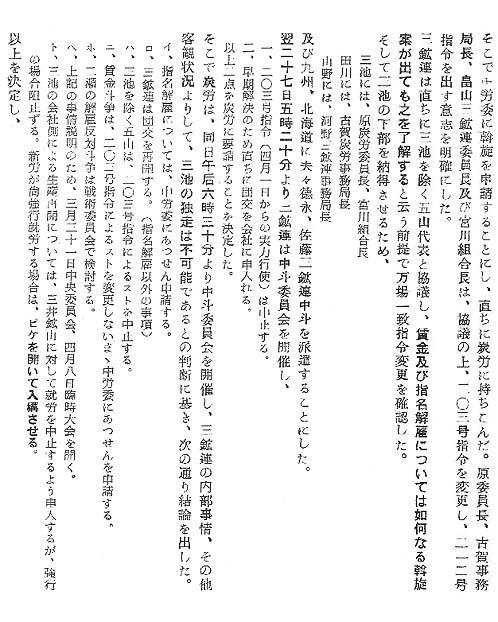 そこで中労委に斡旋を申請することにし、直ちに炭労に持ちこんだ。原委員長、古賀事務
局長、畠山三鉱連委員長及び宮川組合長は、協議の上、一〇三号指令を変更し、二一二号
指令を出す意志を明確にした。
三鉱連は直ちに三池を除く五山代表と協議し、賃金及び指名解雇については如何なる斡旋
案が出ても之を了解すると云う前提で万場一致指令変更を確認した。
そして三池の下部を納得させるため、
三池には、原炭労委員長、宮川組合長
田川には、古賀炭労事務局長
山野には、河野三鉱連事務局長
及び九州、北海道に夫々徳永、佐藤三鉱連中斗を派遣することにした。
翌二十七日五時二十分より三鉱連は中斗委員会を開催し、
一、二〇三号指令(四月一日からの実力行使)は中止する。
二、早期解決のため直ちに団交を会社に申入れる。
以上二点を炭労に要請することを決定した。
そこで炭労は、同日午后六時三十分より中斗委員会を開催し、三鉱連の内部事情、その他
客観状況よりして、三池の独走は不可能であるとの判断に基き、次の通り結論を出した。
イ、指名解雇については、中労委にあつせん申請する。
ロ、三鉱連は団交を再開する。(指名解雇以外の事項)
ハ、三池を除く五山は、二〇三号指令によるストを中止する。
ニ、賃金斗争は、二〇二号指令によるストを変更しないまゝ中労委にあつせんを申請する。
ホ、三池の解雇反対斗争は戦術委員会で検討する。
ヘ、上記の事情説明のため、三月三十一日中央委員会、四月八日臨時大会を開く。
ト、三池の会社側による生産再開については、三井鉱山に対して就労を中止するよう申入するが、強行
の場合阻止する。新労が尚強行就労する場合は、ピケを開いて入構させる。
以上を決定し、